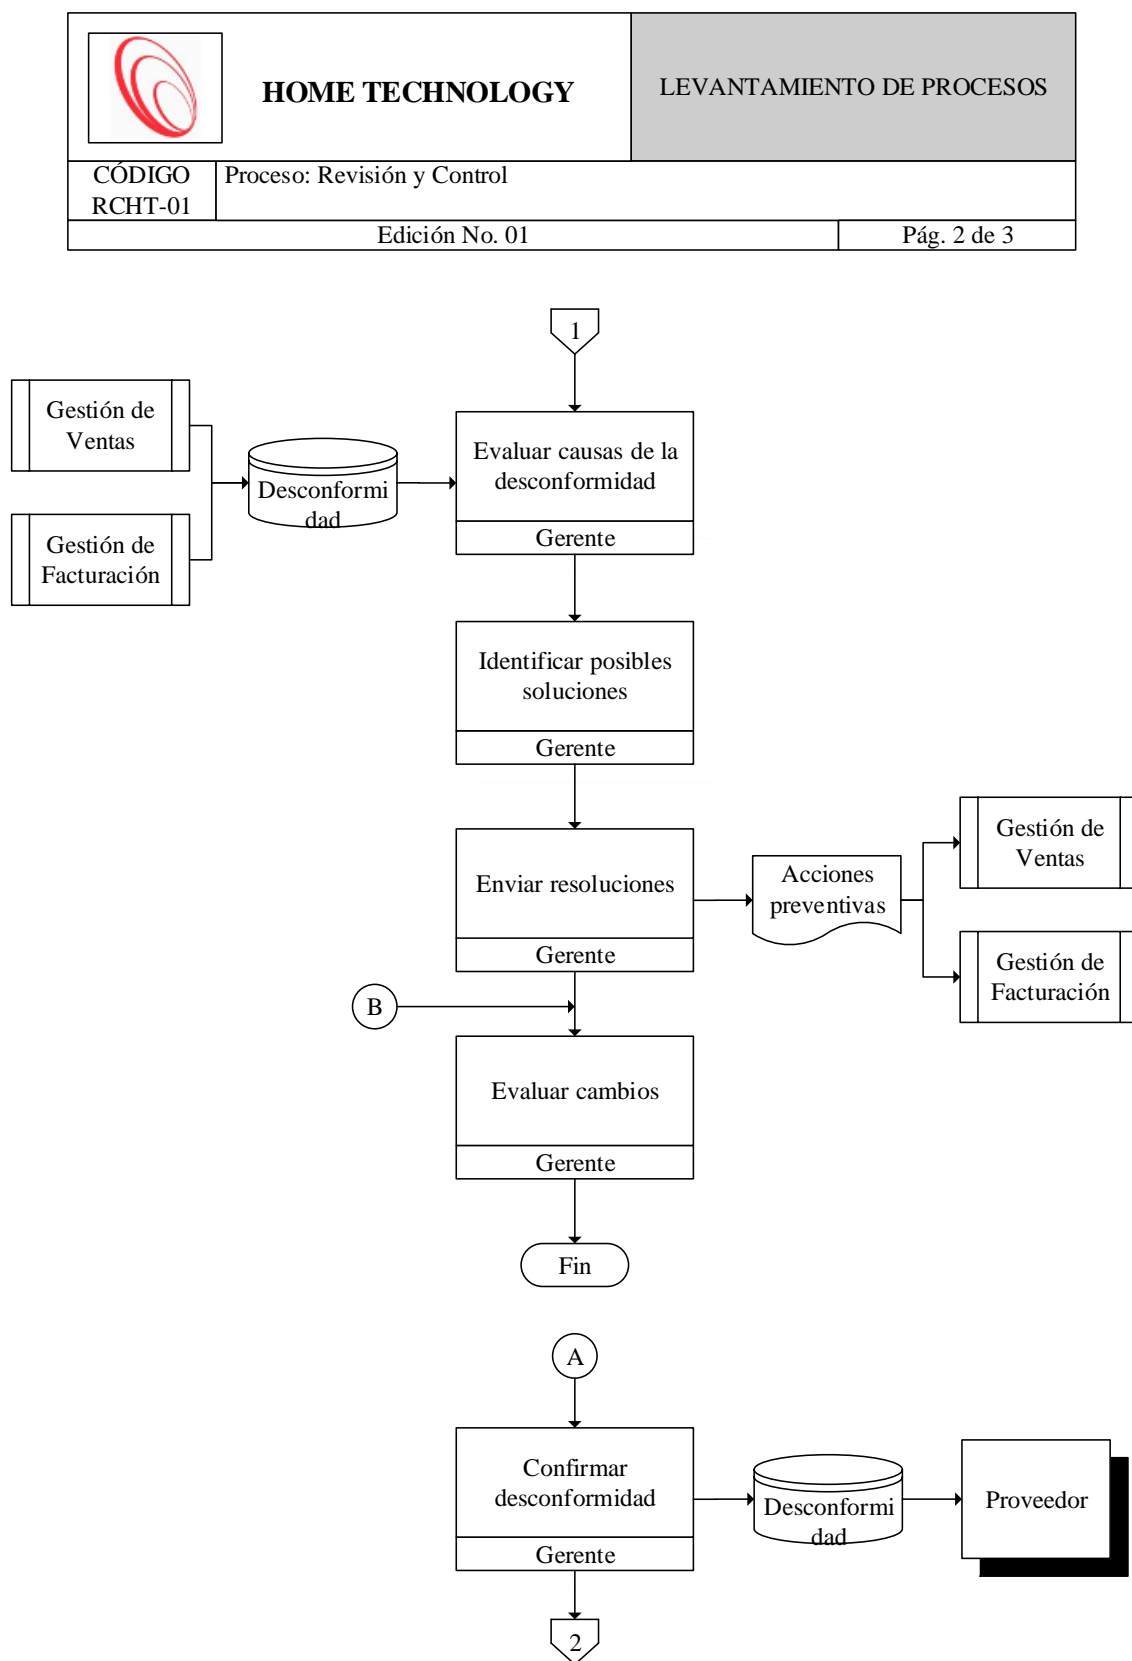 HOME TECHNOLOGY
LEVANTAMIENTO DE PROCESOS
CÓDIGO
RCHT-01
Proceso: Revisión y Control
Edición No. 01
Pág. 2 de 3
1
Gestión de
Ventas
Gestión de
Facturación
Desconformi
dad
Evaluar causas de la
desconformidad
Gerente
Identificar posibles
soluciones
Gerente
Enviar resoluciones
Gerente
Acciones
preventivas
Gestión de
Ventas
Gestión de
Facturación
B
Evaluar cambios
Gerente
Fin
A
Confirmar
desconformidad
Gerente
Desconformi
dad
Proveedor
2